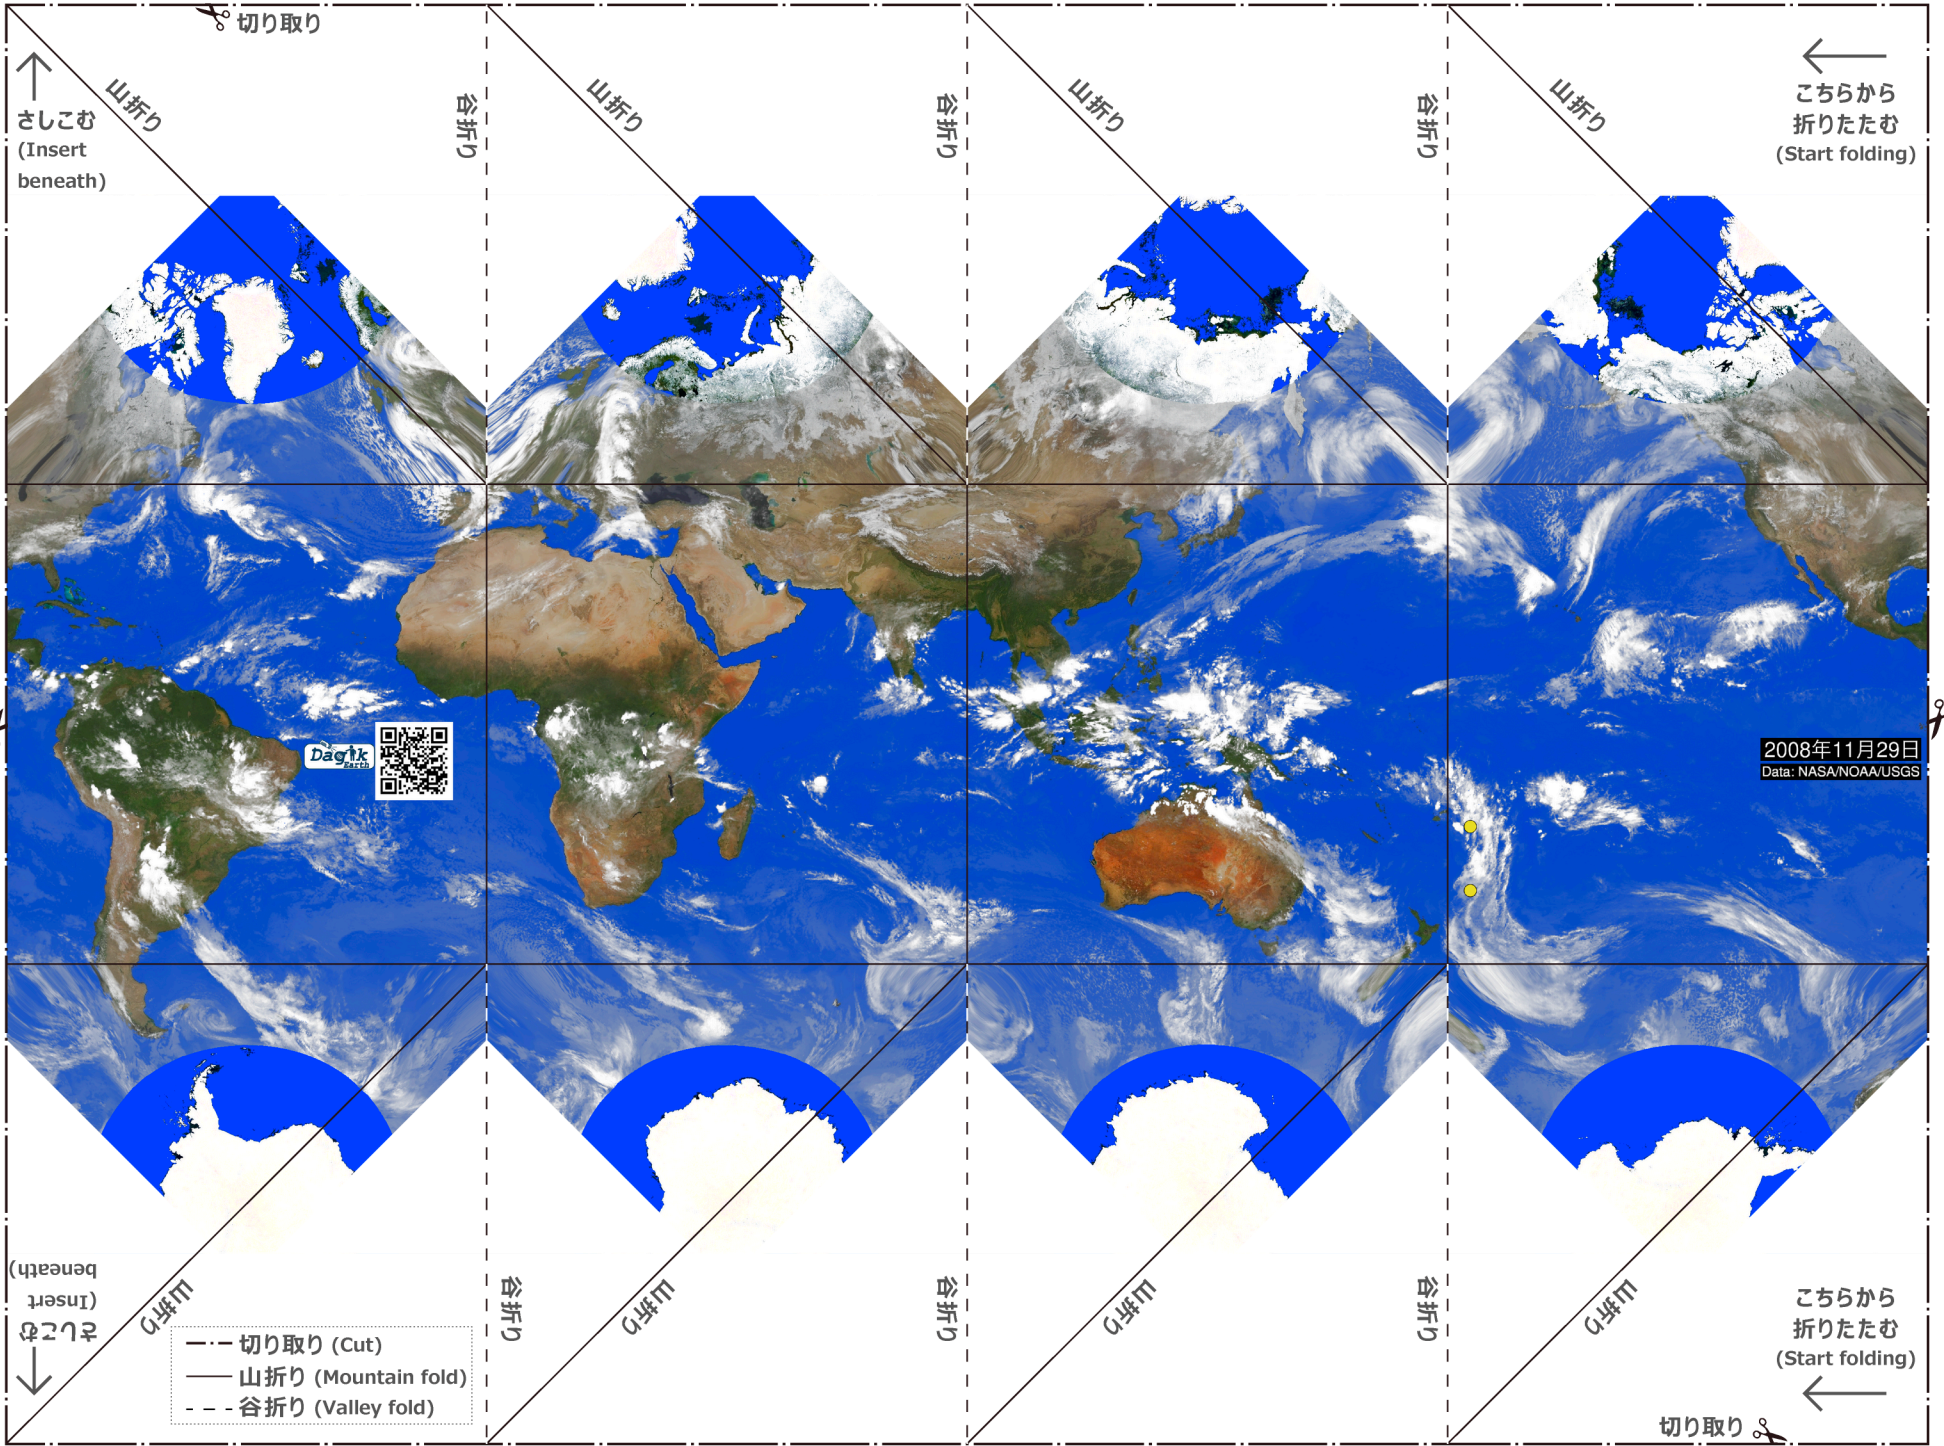 切り取り
山折り
谷折り
山折り
谷折り
山折り
谷折り
山折り
さしこむ
(Insert
beneath)
こちらから
折りたたむ
(Start folding)
Dagik
Earth
2008年11月29日
Data: NASA/NOAA/USGS
さしこむ
(Insert
beneath)
山折り
谷折り
山折り
谷折り
山折り
谷折り
山折り
こちらから
折りたたむ
(Start folding)
切り取り (Cut)
山折り (Mountain fold)
谷折り (Valley fold)
切り取り